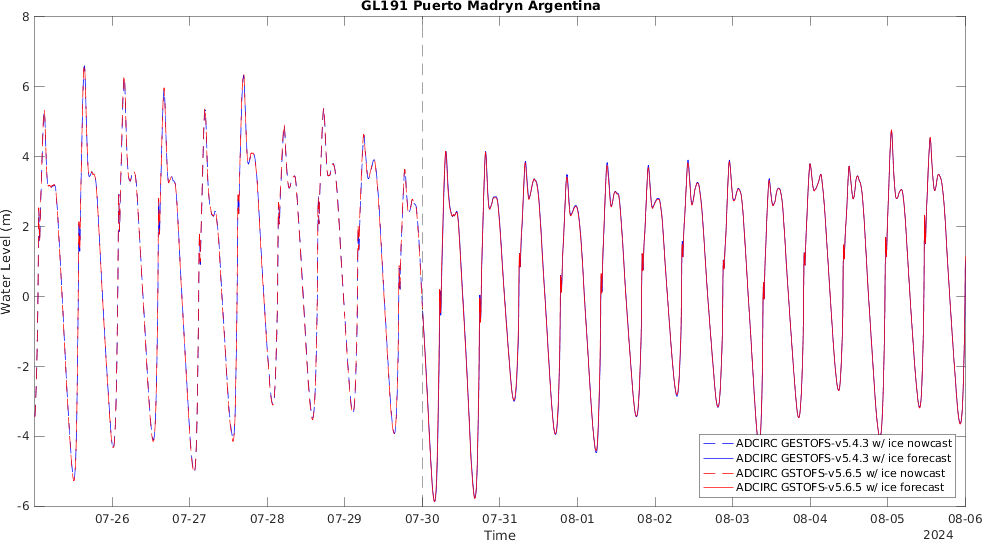 GL191 Puerto Madryn Argentina
8
6
4
2
0
-2
-4
-6
Water Level (m)
07-26 07-27 07-28 07-29 07-30 07-31 08-01 08-02 08-03 08-04 08-05 08-06
Time
2024
ADCIRC GESTOFS-v5.4.3 w/ ice nowcast
ADCIRC GESTOFS-v5.4.3 w/ ice forecast
ADCIRC GSTOFS-v5.6.5 w/ ice nowcast
ADCIRC GSTOFS-v5.6.5 w/ ice forecast